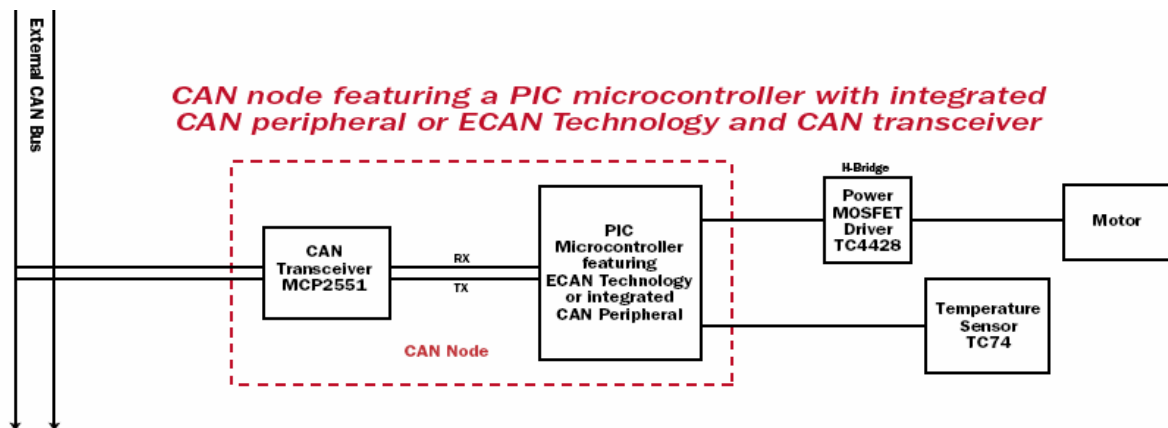 External CAN Bus
CAN node featuring a PIC microcontroller with integrated
CAN peripheral or ECAN Technology and CAN transceiver
H-Bridge
Power
MOSFET
Driver
TC4428
Motor
CAN
Transceiver
MCP2551
RX
TX
PIC
Microcontroller
featuring
ECAN Technology
or integrated
CAN Peripheral
Temperature
Sensor
TC74
CAN Node